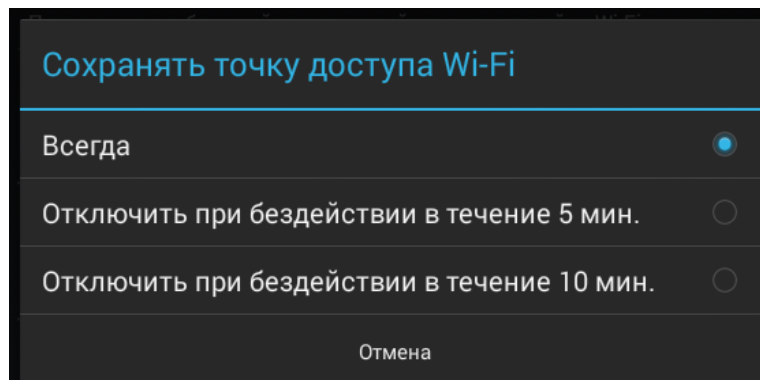 Сохранять точку доступа Wi-Fi
Всегда
Отключить при бездействии в течение 5 мин.
Отключить при бездействии в течение 10 мин.
Отмена